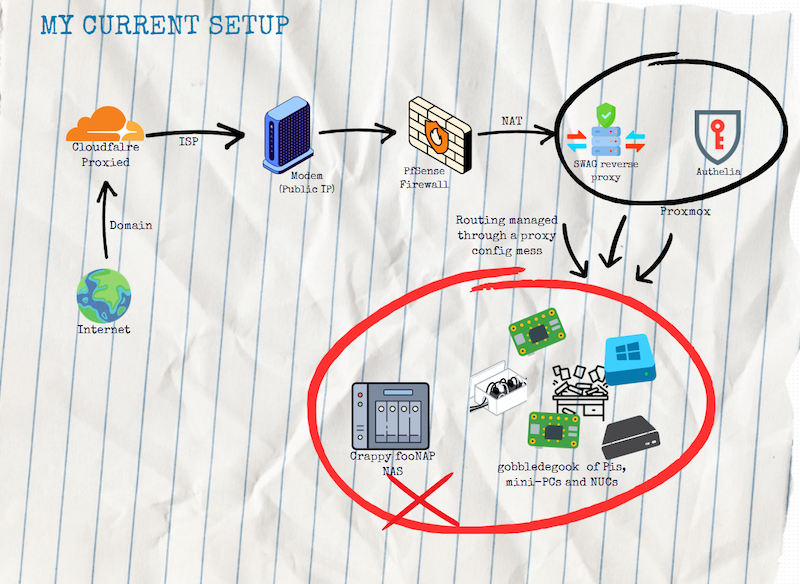 MY CURRENT SETUP
Cloudfalre
Proxied
ISP
Modem
(Public IP)
PfSense
Firewall
NAT
SWAG reverse
proxy
Authelia
Proxmox
Domain
Internet
Routing managed
through a proxy
config mess
Crappy fooNAP
NAS
gobbledegook of Pis,
mini-PCs and NUCs